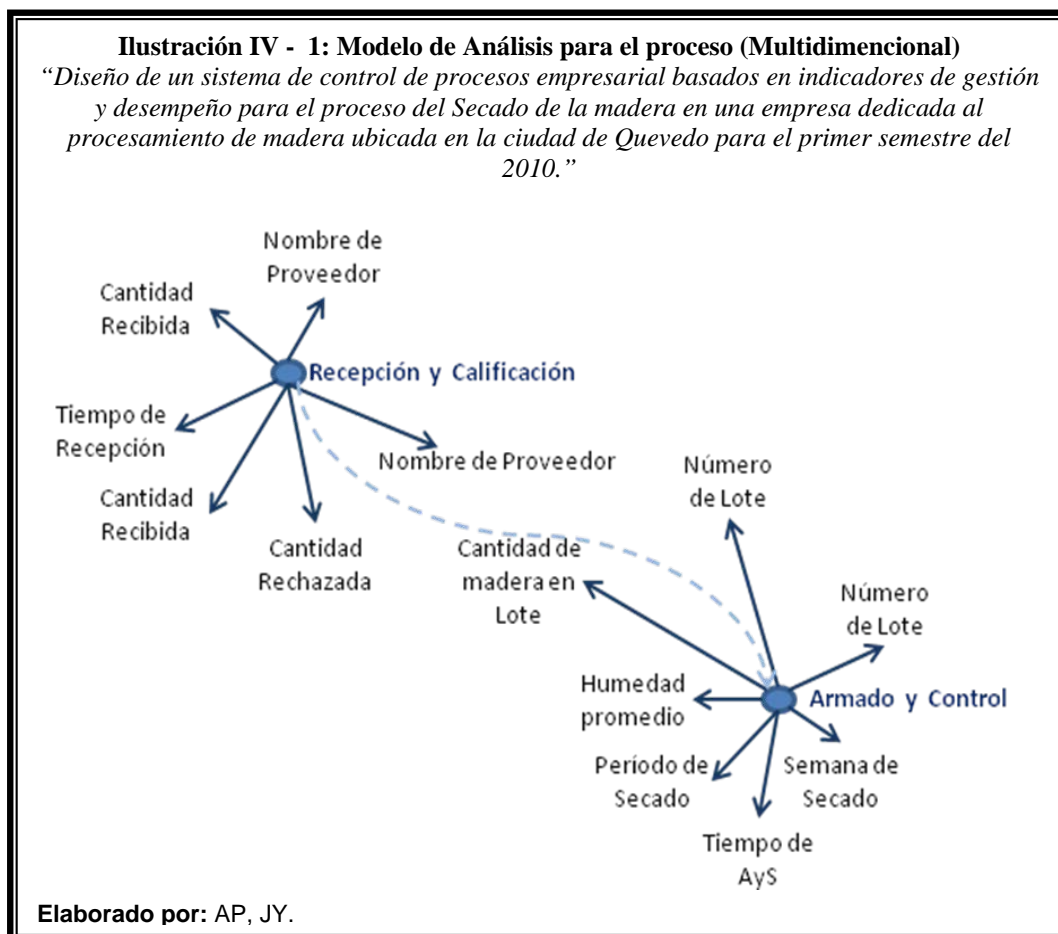 Ilustración IV - 1: Modelo de Análisis para el proceso (Multidimencional)
“Diseño de un sistema de control de procesos empresarial basados en indicadores de gestión
y desempeño para el proceso del Secado de la madera en una empresa dedicada al
procesamiento de madera ubicada en la ciudad de Quevedo para el primer semestre del
2010.”
Nombre de
Proveedor
Cantidad
Recibida
Recepción y Calificación
Tiempo de
Recepción
Nombre de Proveedor
Cantidad
Recibida
Cantidad
Rechazada
Número
de Lote
Cantidad de
madera en
Lote
Número
de Lote
Humedad
promedio
Armado y Control
Período de
Secado
Semana de
Secado
Tiempo de
AyS
Elaborado por: AP, JY.